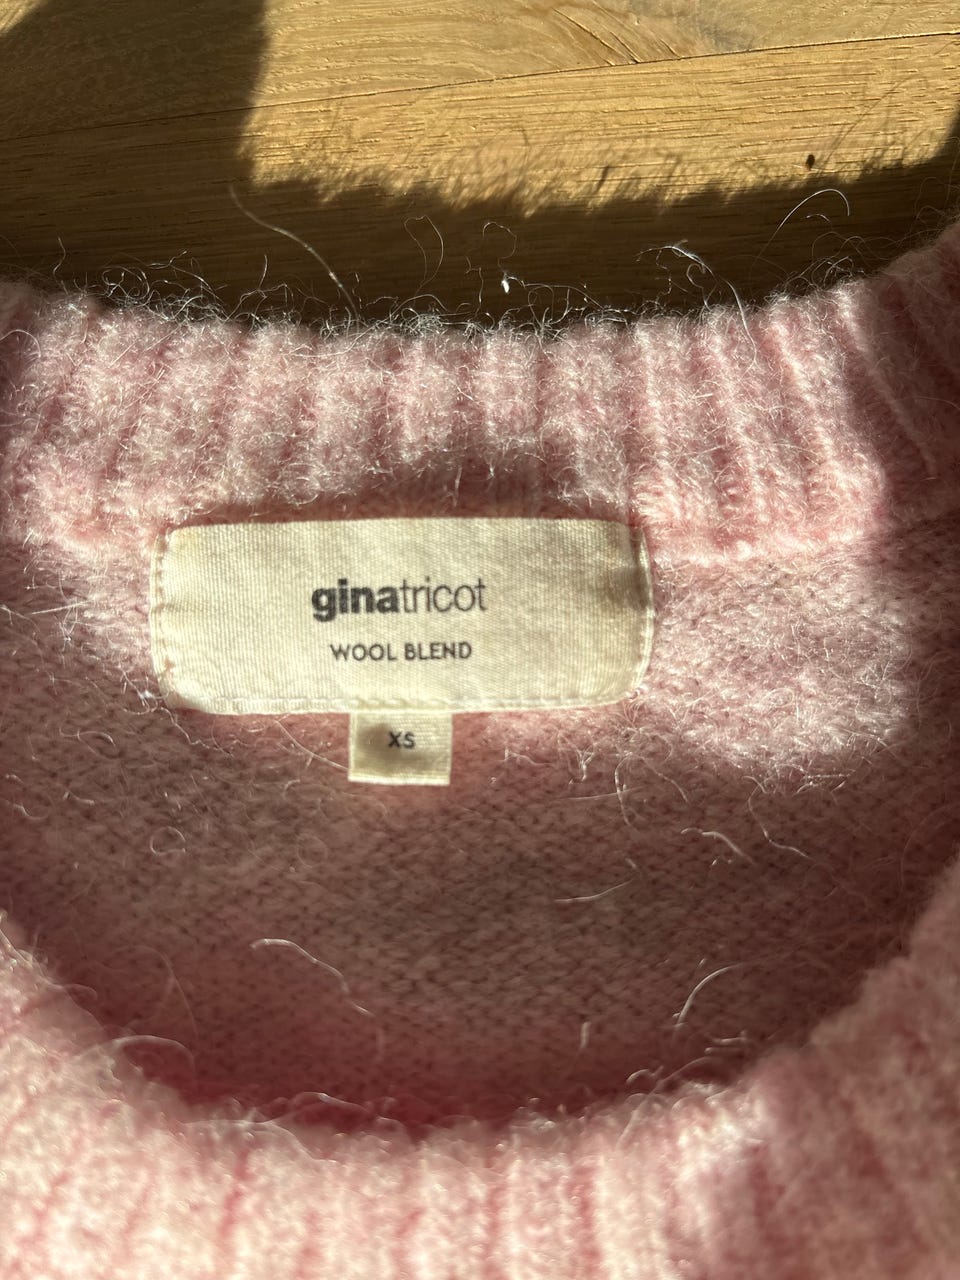 ginatricot
WOOL BLEND
XS